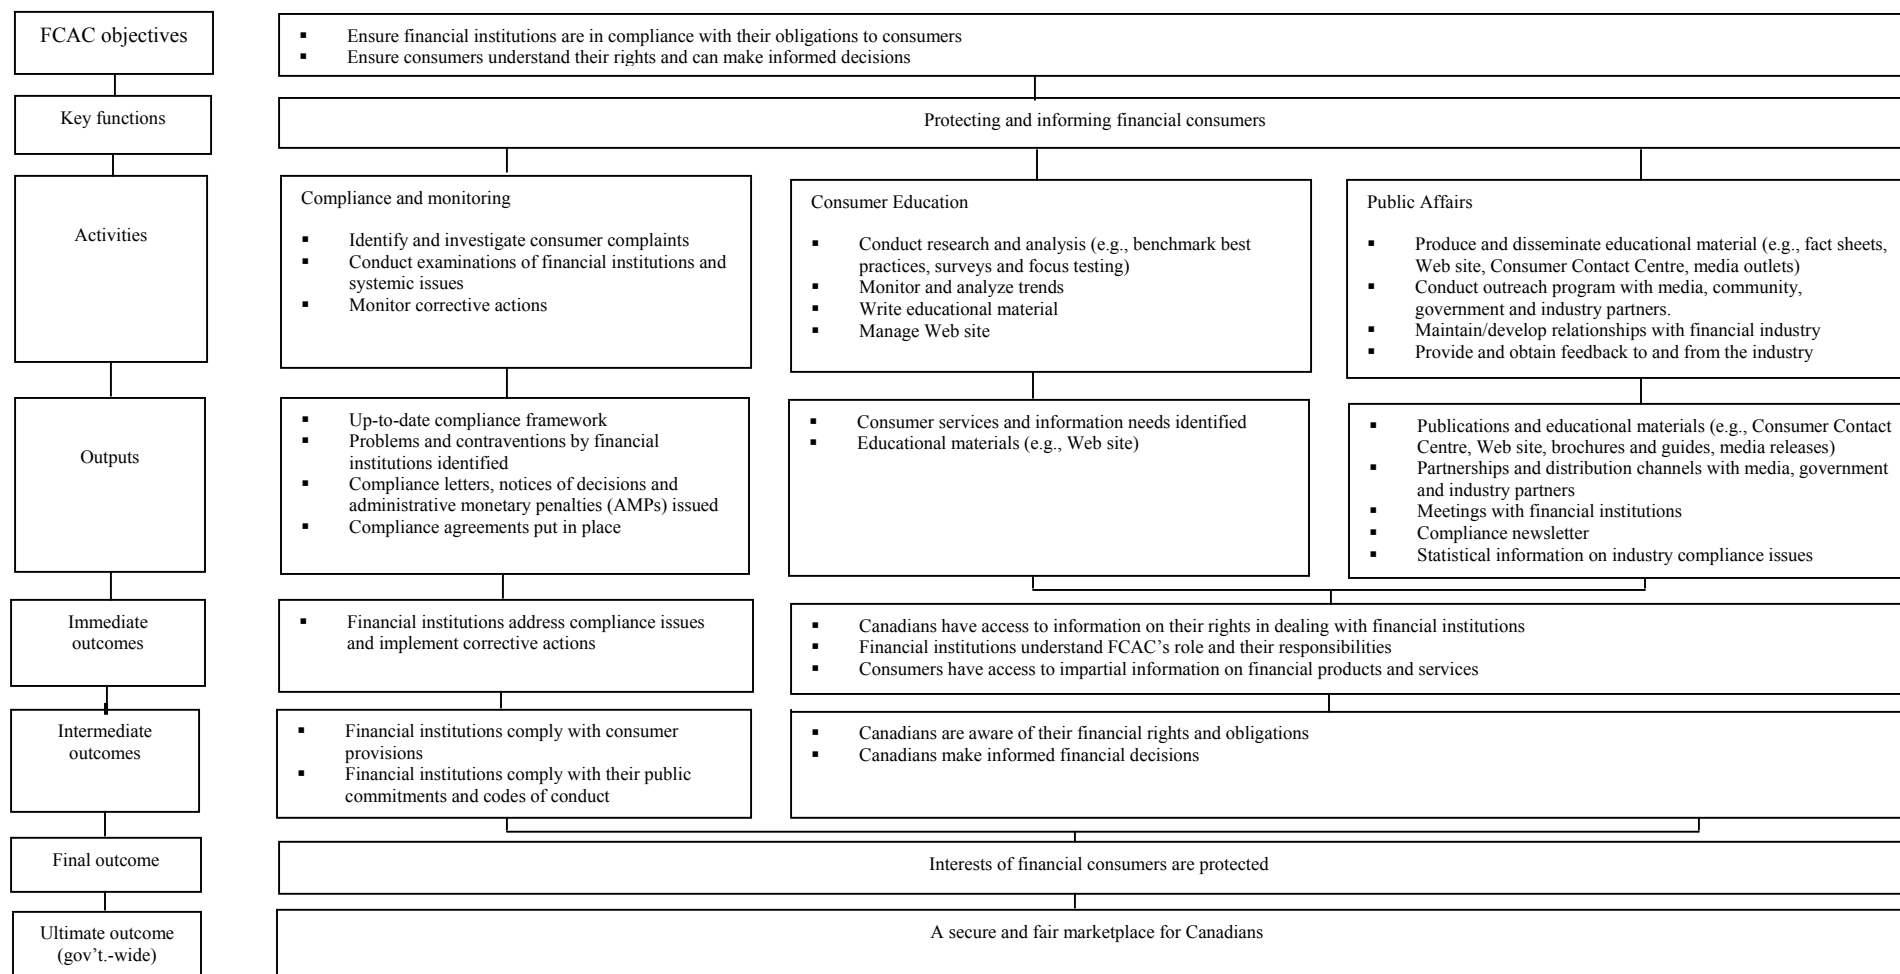 FCAC objectives
▪ Ensure financial institutions are in compliance with their obligations to consumers
▪ Ensure consumers understand their rights and can make informed decisions
Key functions
Protecting and informing financial consumers
Activities
Compliance and monitoring
▪ Identify and investigate consumer complaints
▪ Conduct examinations of financial institutions and
systemic issues
▪ Monitor corrective actions
Consumer Education
▪ Conduct research and analysis (e.g., benchmark best
practices, surveys and focus testing)
▪ Monitor and analyze trends
▪ Write educational material
▪ Manage Web site
Public Affairs
▪ Produce and disseminate educational material (e.g., fact sheets,
Web site, Consumer Contact Centre, media outlets)
▪ Conduct outreach program with media, community,
government and industry partners.
▪ Maintain/develop relationships with financial industry
▪ Provide and obtain feedback to and from the industry
Outputs
▪ Up-to-date compliance framework
▪ Problems and contraventions by financial
institutions identified
▪ Compliance letters, notices of decisions and
administrative monetary penalties (AMPs) issued
▪ Compliance agreements put in place
▪ Consumer services and information needs identified
▪ Educational materials (e.g., Web site)
▪ Publications and educational materials (e.g., Consumer Contact
Centre, Web site, brochures and guides, media releases)
▪ Partnerships and distribution channels with media, government
and industry partners
▪ Meetings with financial institutions
▪ Compliance newsletter
▪ Statistical information on industry compliance issues
Immediate
outcomes
▪ Financial institutions address compliance issues
and implement corrective actions
▪ Canadians have access to information on their rights in dealing with financial institutions
▪ Financial institutions understand FCAC’s role and their responsibilities
▪ Consumers have access to impartial information on financial products and services
Intermediate
outcomes
▪ Financial institutions comply with consumer
provisions
▪ Financial institutions comply with their public
commitments and codes of conduct
▪ Canadians are aware of their financial rights and obligations
▪ Canadians make informed financial decisions
Final outcome
Interests of financial consumers are protected
Ultimate outcome
(gov’t.-wide)
A secure and fair marketplace for Canadians